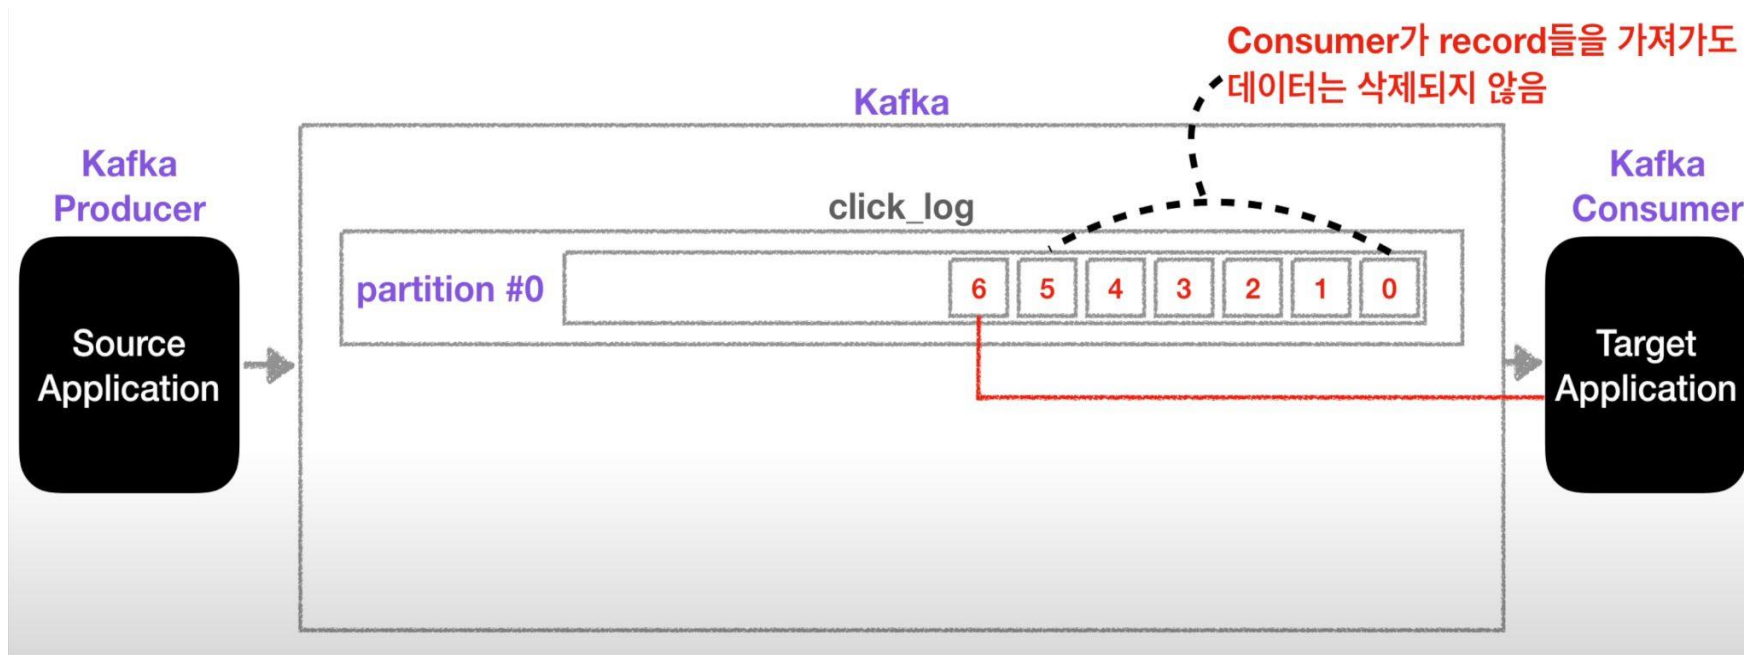 Consumer가 record들을 가져가도
데이터는 삭제되지 않음
Kafka
Kafka
Producer
Kafka
Consumer
click_log
partition #0
6 5 4 3 2 1 0
Source
Application
Target
Application